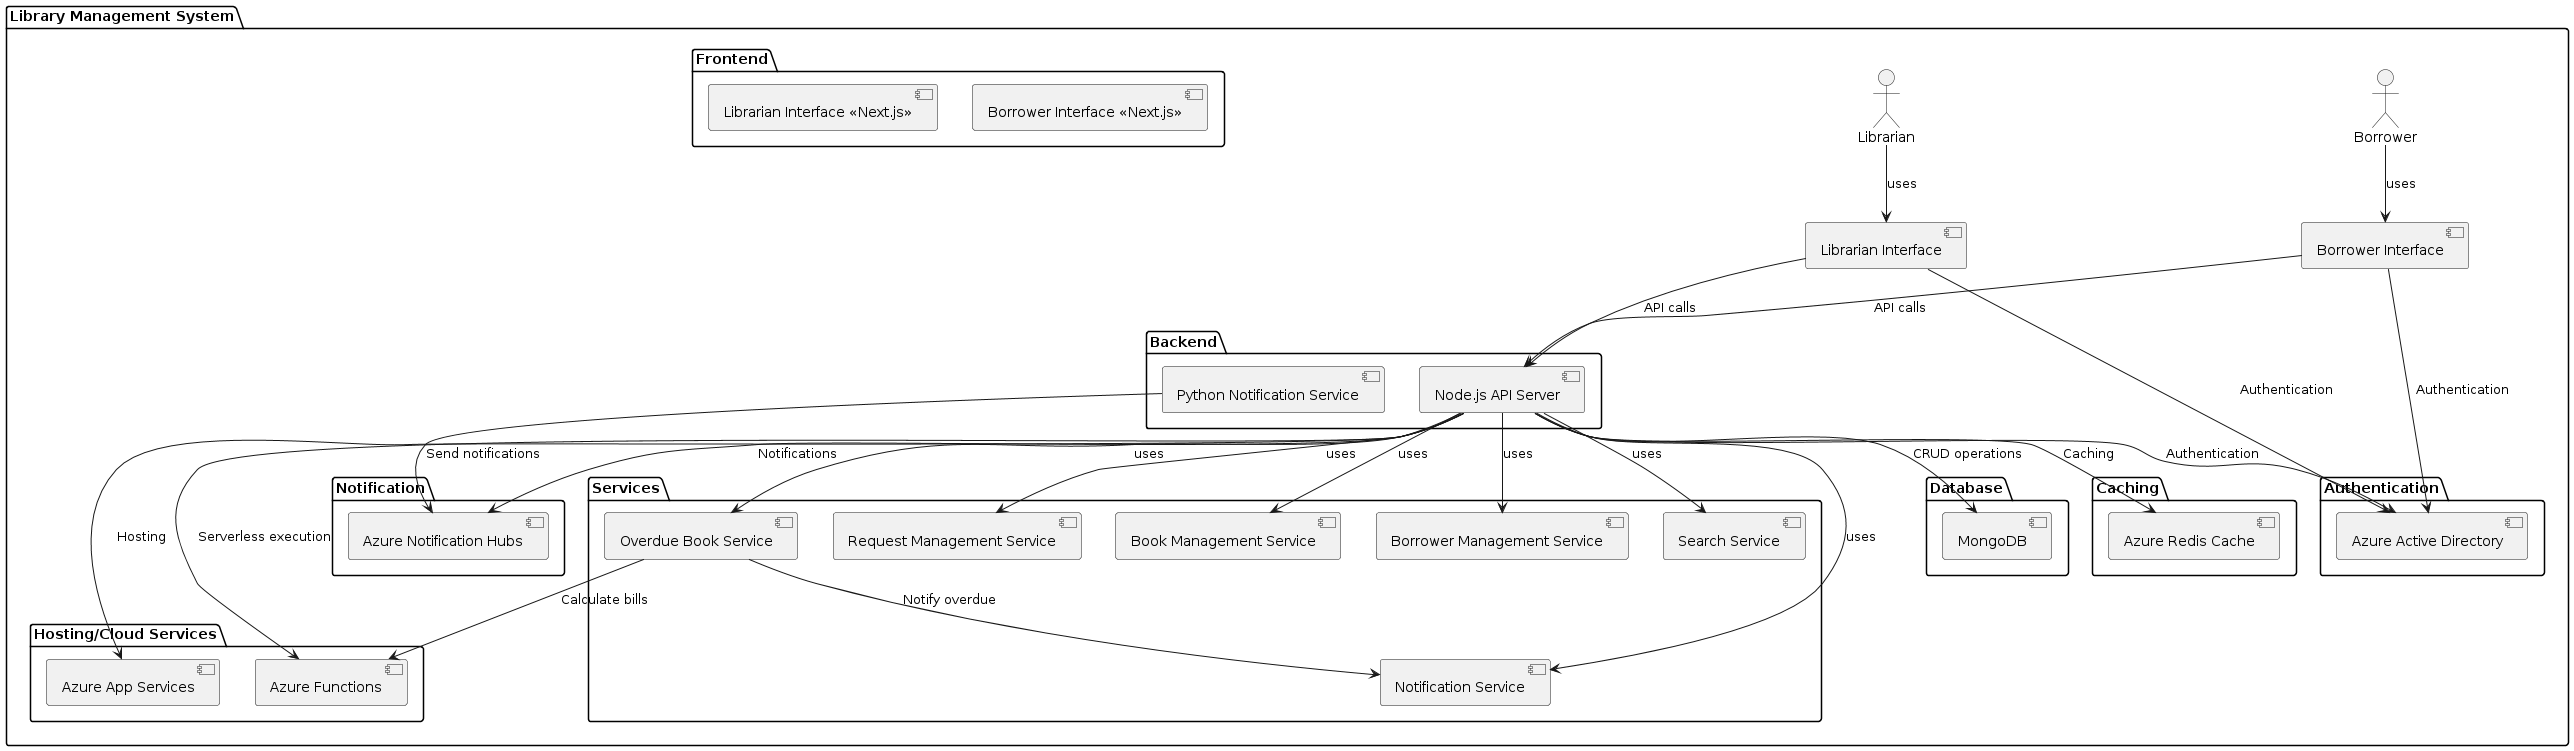 Library Management System
Frontend
Librarian Interface «Next.js»
Borrower Interface «Next.js»
Librarian
Borrower
uses
uses
Librarian Interface
Borrower Interface
API calls
API calls
Backend
Python Notification Service
Node.js API Server
Authentication
Authentication
Send notifications
Notifications
uses
uses
uses
uses
uses
CRUD operations
Caching
Authentication
Notification
Azure Notification Hubs
Services
Overdue Book Service
Request Management Service
Book Management Service
Borrower Management Service
Search Service
Database
MongoDB
Caching
Azure Redis Cache
Authentication
Azure Active Directory
Hosting
Serverless execution
uses
Calculate bills
Notify overdue
Hosting/Cloud Services
Azure App Services
Azure Functions
Notification Service